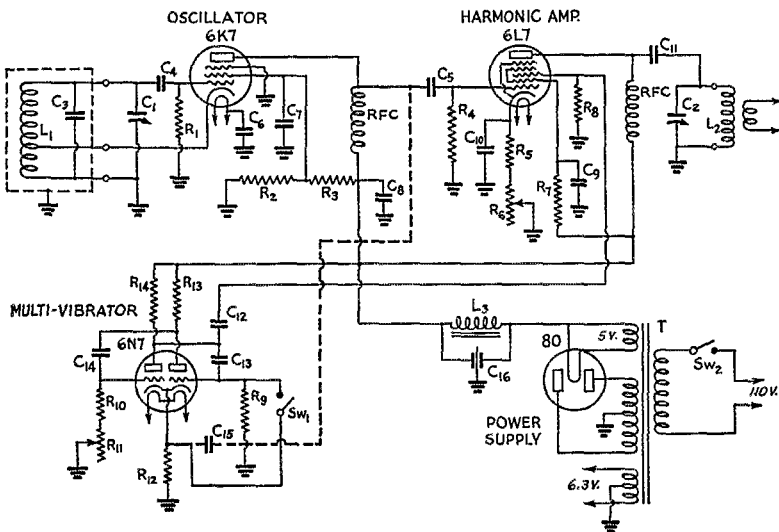 OSCILLATOR
6K7
HARMONIC AMP.
6L7
C4
C3
L1
C1
R1
C6
C7
RFC
R2
R3
C8
C5
R4
C10
R5
R6
R7
C9
R8
RFC
C11
C2
L2
MULTI-VIBRATOR
6N7
R14
R13
C12
C13
C14
R10
R11
R12
C15
R9
SW1
L3
C16
80
5V.
T
SW2
110V.
POWER
SUPPLY
6.3V.